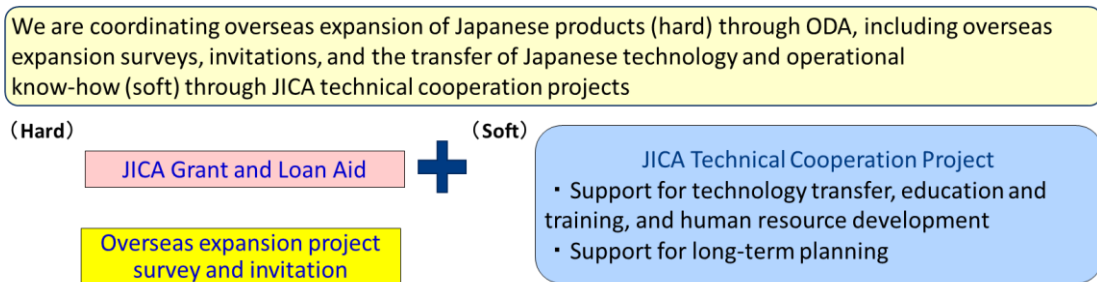 We are coordinating overseas expansion of Japanese products (hard) through ODA, including overseas
expansion surveys, invitations, and the transfer of Japanese technology and operational
know-how (soft) through JICA technical cooperation projects
（Hard）
（Soft）
JICA Grant and Loan Aid
JICA Technical Cooperation Project
・Support for technology transfer, education and
training, and human resource development
・Support for long-term planning
Overseas expansion project
survey and invitation